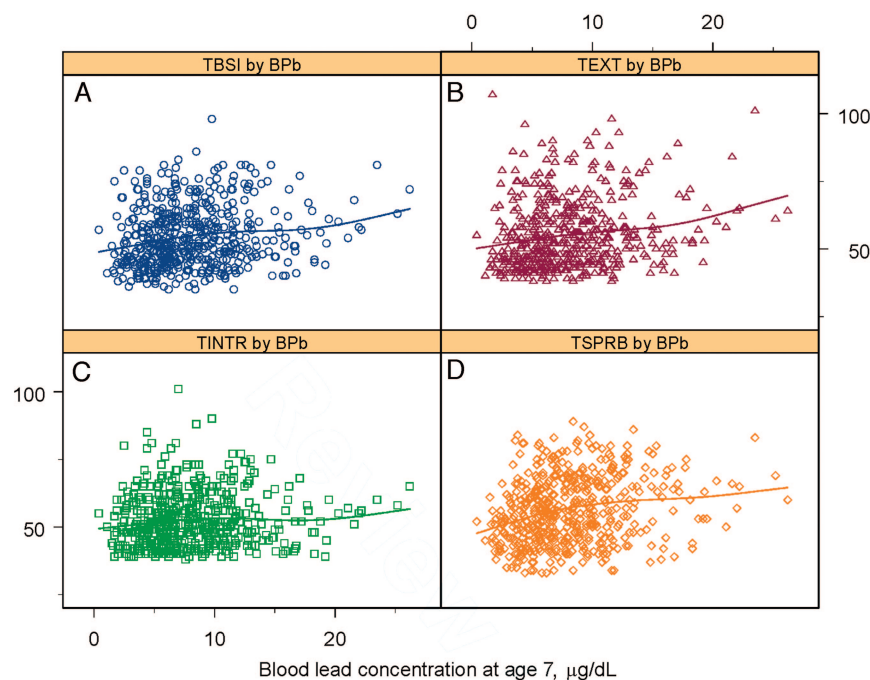 0 10 20
TBSI by BPb TEXT by BPb
A B
100
50
TINTR by BPb TSPRB by BPb
C D
100
50
0 10 20
Blood lead concentration at age 7, μg/dL
Review